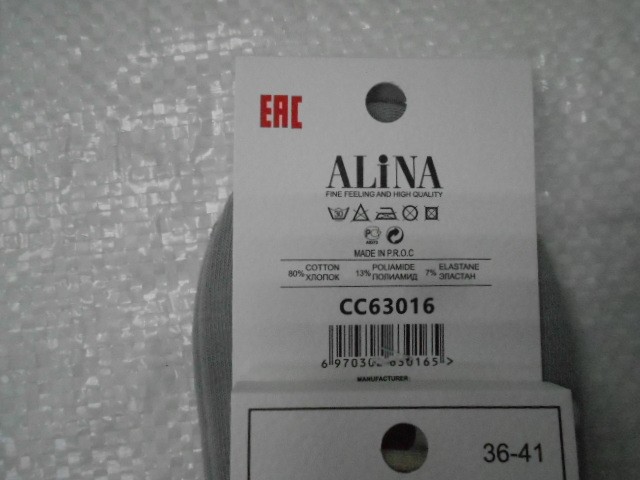 EAC
ALiNA
FINE FEELING AND HIGH QUALITY
MADE IN P.R.O.C
80% COTTON ХЛОПОК 13% POLIAMIDE ПОЛИАМИД 7% ELASTANE ЭЛАСТАН
CC63016
MANUFACTURER:
36-41